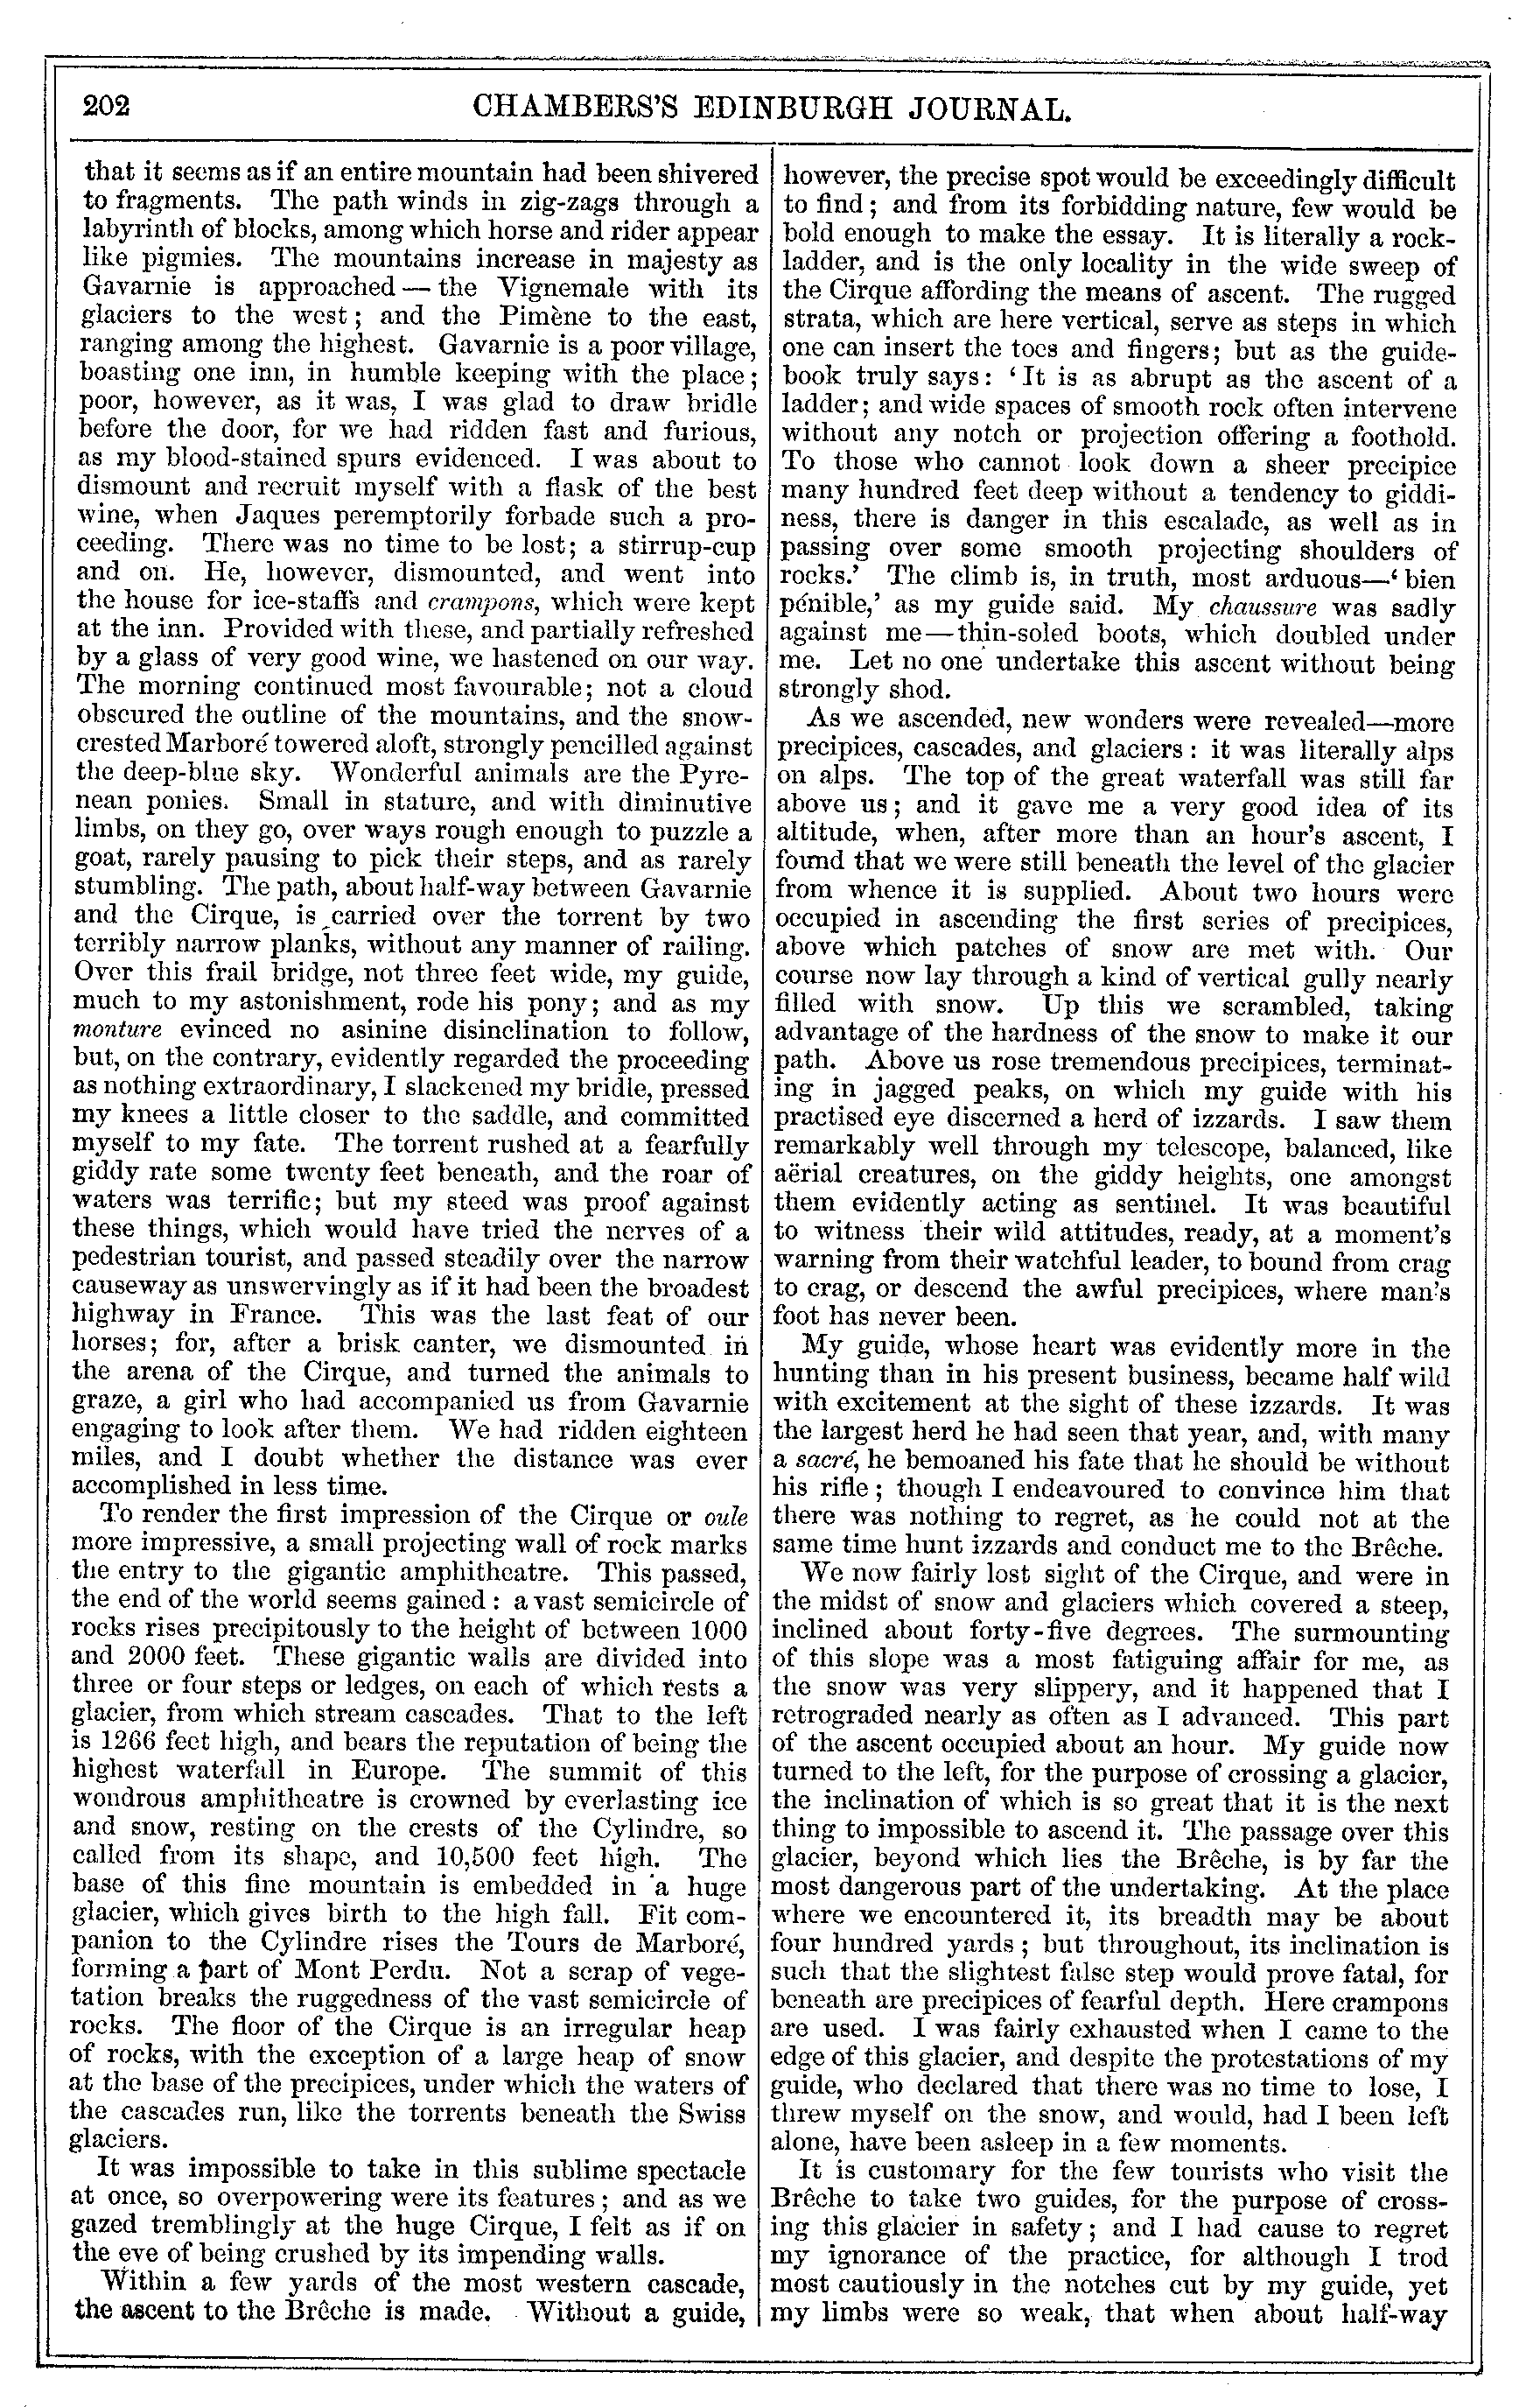 202
CHAMBERS'S EDINBURGH JOURNAL.
that it seems as if an entire mountain had been shivered
to fragments. The path winds in zig-zags through a
labyrinth of blocks, among which horse and rider appear
like pigmies. The mountains increase in majesty as
Gavarnie is approached — the Vignemale with its
glaciers to the west; and the Pimène to the east,
ranging among the highest. Gavarnie is a poor village,
boasting one inn, in humble keeping with the place;
poor, however, as it was, I was glad to draw bridle
before the door, for we had ridden fast and furious,
as my blood-stained spurs evidenced. I was about to
dismount and recruit myself with a flask of the best
wine, when Jaques peremptorily forbade such a pro-
ceeding. There was no time to be lost; a stirrup-cup
and on. He, however, dismounted, and went into
the house for ice-staffs and crampons, which were kept
at the inn. Provided with these, and partially refreshed
by a glass of very good wine, we hastened on our way.
The morning continued most favourable; not a cloud
obscured the outline of the mountains, and the snow-
crested Marboré towered aloft, strongly pencilled against
the deep-blue sky. Wonderful animals are the Pyre-
nean ponies. Small in stature, and with diminutive
limbs, on they go, over ways rough enough to puzzle a
goat, rarely pausing to pick their steps, and as rarely
stumbling. The path, about half-way between Gavarnie
and the Cirque, is carried over the torrent by two
terribly narrow planks, without any manner of railing.
Over this frail bridge, not three feet wide, my guide,
much to my astonishment, rode his pony; and as my
monture evinced no asinine disinclination to follow,
but, on the contrary, evidently regarded the proceeding
as nothing extraordinary, I slackened my bridle, pressed
my knees a little closer to the saddle, and committed
myself to my fate. The torrent rushed at a fearfully
giddy rate some twenty feet beneath, and the roar of
waters was terrific; but my steed was proof against
these things, which would have tried the nerves of a
pedestrian tourist, and passed steadily over the narrow
causeway as unswervingly as if it had been the broadest
highway in France. This was the last feat of our
horses; for, after a brisk canter, we dismounted in
the arena of the Cirque, and turned the animals to
graze, a girl who had accompanied us from Gavarnie
engaging to look after them. We had ridden eighteen
miles, and I doubt whether the distance was ever
accomplished in less time.
To render the first impression of the Cirque or oule
more impressive, a small projecting wall of rock marks
the entry to the gigantic amphitheatre. This passed,
the end of the world seems gained: a vast semicircle of
rocks rises precipitously to the height of between 1000
and 2000 feet. These gigantic walls are divided into
three or four steps or ledges, on each of which rests a
glacier, from which stream cascades. That to the left
is 1266 feet high, and bears the reputation of being the
highest waterfall in Europe. The summit of this
wondrous amphitheatre is crowned by everlasting ice
and snow, resting on the crests of the Cylindre, so
called from its shape, and 10,500 feet high. The
base of this fine mountain is embedded in a huge
glacier, which gives birth to the high fall. Fit com-
panion to the Cylindre rises the Tours de Marboré,
forming a part of Mont Perdu. Not a scrap of vege-
tation breaks the ruggedness of the vast semicircle of
rocks. The floor of the Cirque is an irregular heap
of rocks, with the exception of a large heap of snow
at the base of the precipices, under which the waters of
the cascades run, like the torrents beneath the Swiss
glaciers.
It was impossible to take in this sublime spectacle
at once, so overpowering were its features; and as we
gazed tremblingly at the huge Cirque, I felt as if on
the eve of being crushed by its impending walls.
Within a few yards of the most western cascade,
the ascent to the Brêche is made. Without a guide,
however, the precise spot would be exceedingly difficult
to find; and from its forbidding nature, few would be
bold enough to make the essay. It is literally a rock-
ladder, and is the only locality in the wide sweep of
the Cirque affording the means of ascent. The rugged
strata, which are here vertical, serve as steps in which
one can insert the toes and fingers; but as the guide-
book truly says: 'It is as abrupt as the ascent of a
ladder; and wide spaces of smooth rock often intervene
without any notch or projection offering a foothold.
To those who cannot look down a sheer precipice
many hundred feet deep without a tendency to giddi-
ness, there is danger in this escalade, as well as in
passing over some smooth projecting shoulders of
rocks.' The climb is, in truth, most arduous—'bien
pénible,' as my guide said. My chaussure was sadly
against me—thin-soled boots, which doubled under
me. Let no one undertake this ascent without being
strongly shod.
As we ascended, new wonders were revealed—more
precipices, cascades, and glaciers: it was literally alps
on alps. The top of the great waterfall was still far
above us; and it gave me a very good idea of its
altitude, when, after more than an hour's ascent, I
found that we were still beneath the level of the glacier
from whence it is supplied. About two hours were
occupied in ascending the first series of precipices,
above which patches of snow are met with. Our
course now lay through a kind of vertical gully nearly
filled with snow. Up this we scrambled, taking
advantage of the hardness of the snow to make it our
path. Above us rose tremendous precipices, terminat-
ing in jagged peaks, on which my guide with his
practised eye discerned a herd of izzards. I saw them
remarkably well through my telescope, balanced, like
aërial creatures, on the giddy heights, one amongst
them evidently acting as sentinel. It was beautiful
to witness their wild attitudes, ready, at a moment's
warning from their watchful leader, to bound from crag
to crag, or descend the awful precipices, where man's
foot has never been.
My guide, whose heart was evidently more in the
hunting than in his present business, became half wild
with excitement at the sight of these izzards. It was
the largest herd he had seen that year, and, with many
a sacré, he bemoaned his fate that he should be without
his rifle; though I endeavoured to convince him that
there was nothing to regret, as he could not at the
same time hunt izzards and conduct me to the Brêche.
We now fairly lost sight of the Cirque, and were in
the midst of snow and glaciers which covered a steep,
inclined about forty-five degrees. The surmounting
of this slope was a most fatiguing affair for me, as
the snow was very slippery, and it happened that I
retrograded nearly as often as I advanced. This part
of the ascent occupied about an hour. My guide now
turned to the left, for the purpose of crossing a glacier,
the inclination of which is so great that it is the next
thing to impossible to ascend it. The passage over this
glacier, beyond which lies the Brêche, is by far the
most dangerous part of the undertaking. At the place
where we encountered it, its breadth may be about
four hundred yards; but throughout, its inclination is
such that the slightest false step would prove fatal, for
beneath are precipices of fearful depth. Here crampons
are used. I was fairly exhausted when I came to the
edge of this glacier, and despite the protestations of my
guide, who declared that there was no time to lose, I
threw myself on the snow, and would, had I been left
alone, have been asleep in a few moments.
It is customary for the few tourists who visit the
Brêche to take two guides, for the purpose of cross-
ing this glacier in safety; and I had cause to regret
my ignorance of the practice, for although I trod
most cautiously in the notches cut by my guide, yet
my limbs were so weak, that when about half-way